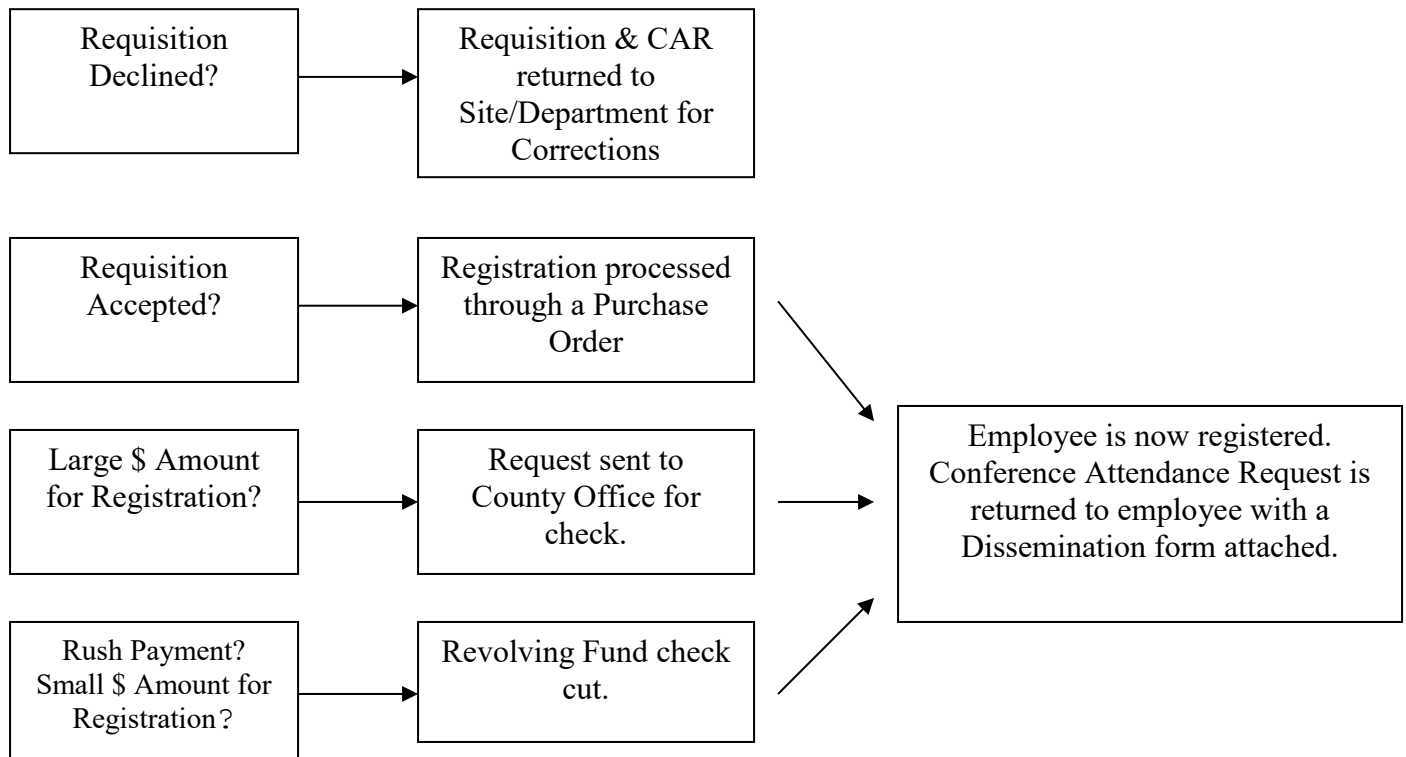 Requisition
Declined?
Requisition & CAR
returned to
Site/Department for
Corrections
Requisition
Accepted?
Registration processed
through a Purchase
Order
Large $ Amount
for Registration?
Request sent to
County Office for
check.
Rush Payment?
Small $ Amount for
Registration?
Revolving Fund check
cut.
Employee is now registered.
Conference Attendance Request is
returned to employee with a
Dissemination form attached.